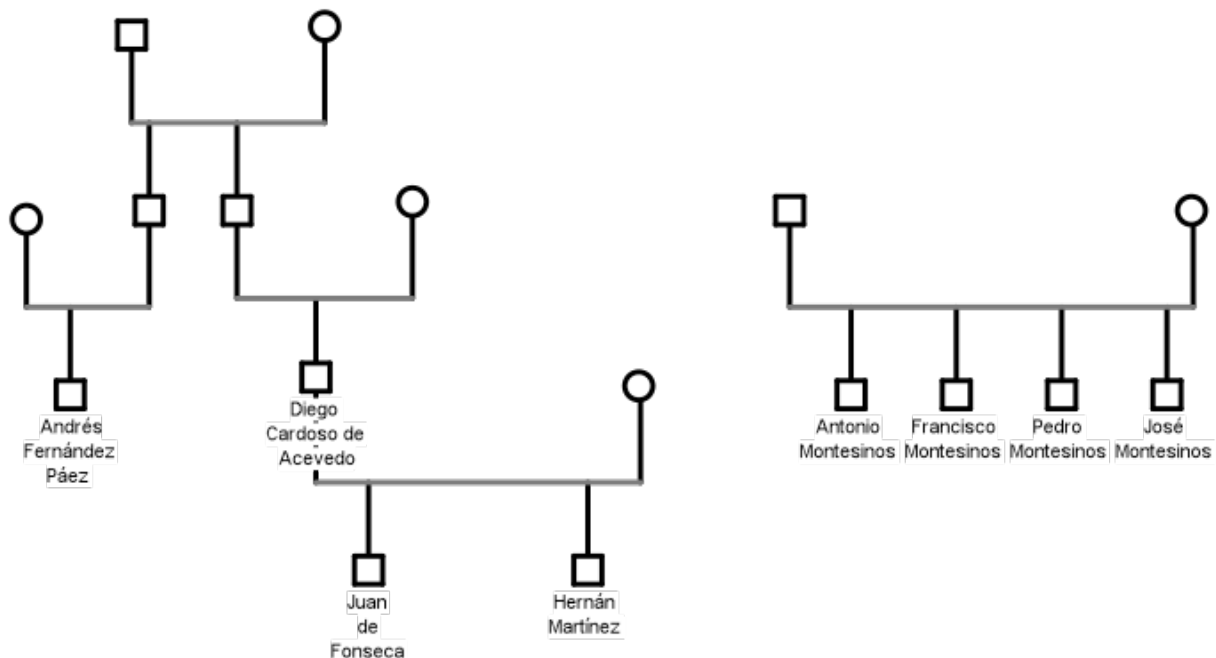 Andrés
Fernández
Páez
Diego
Cardoso de
Acevedo
Antonio
Montesinos
Francisco
Montesinos
Pedro
Montesinos
José
Montesinos
Juan
de
Fonseca
Hernán
Martínez